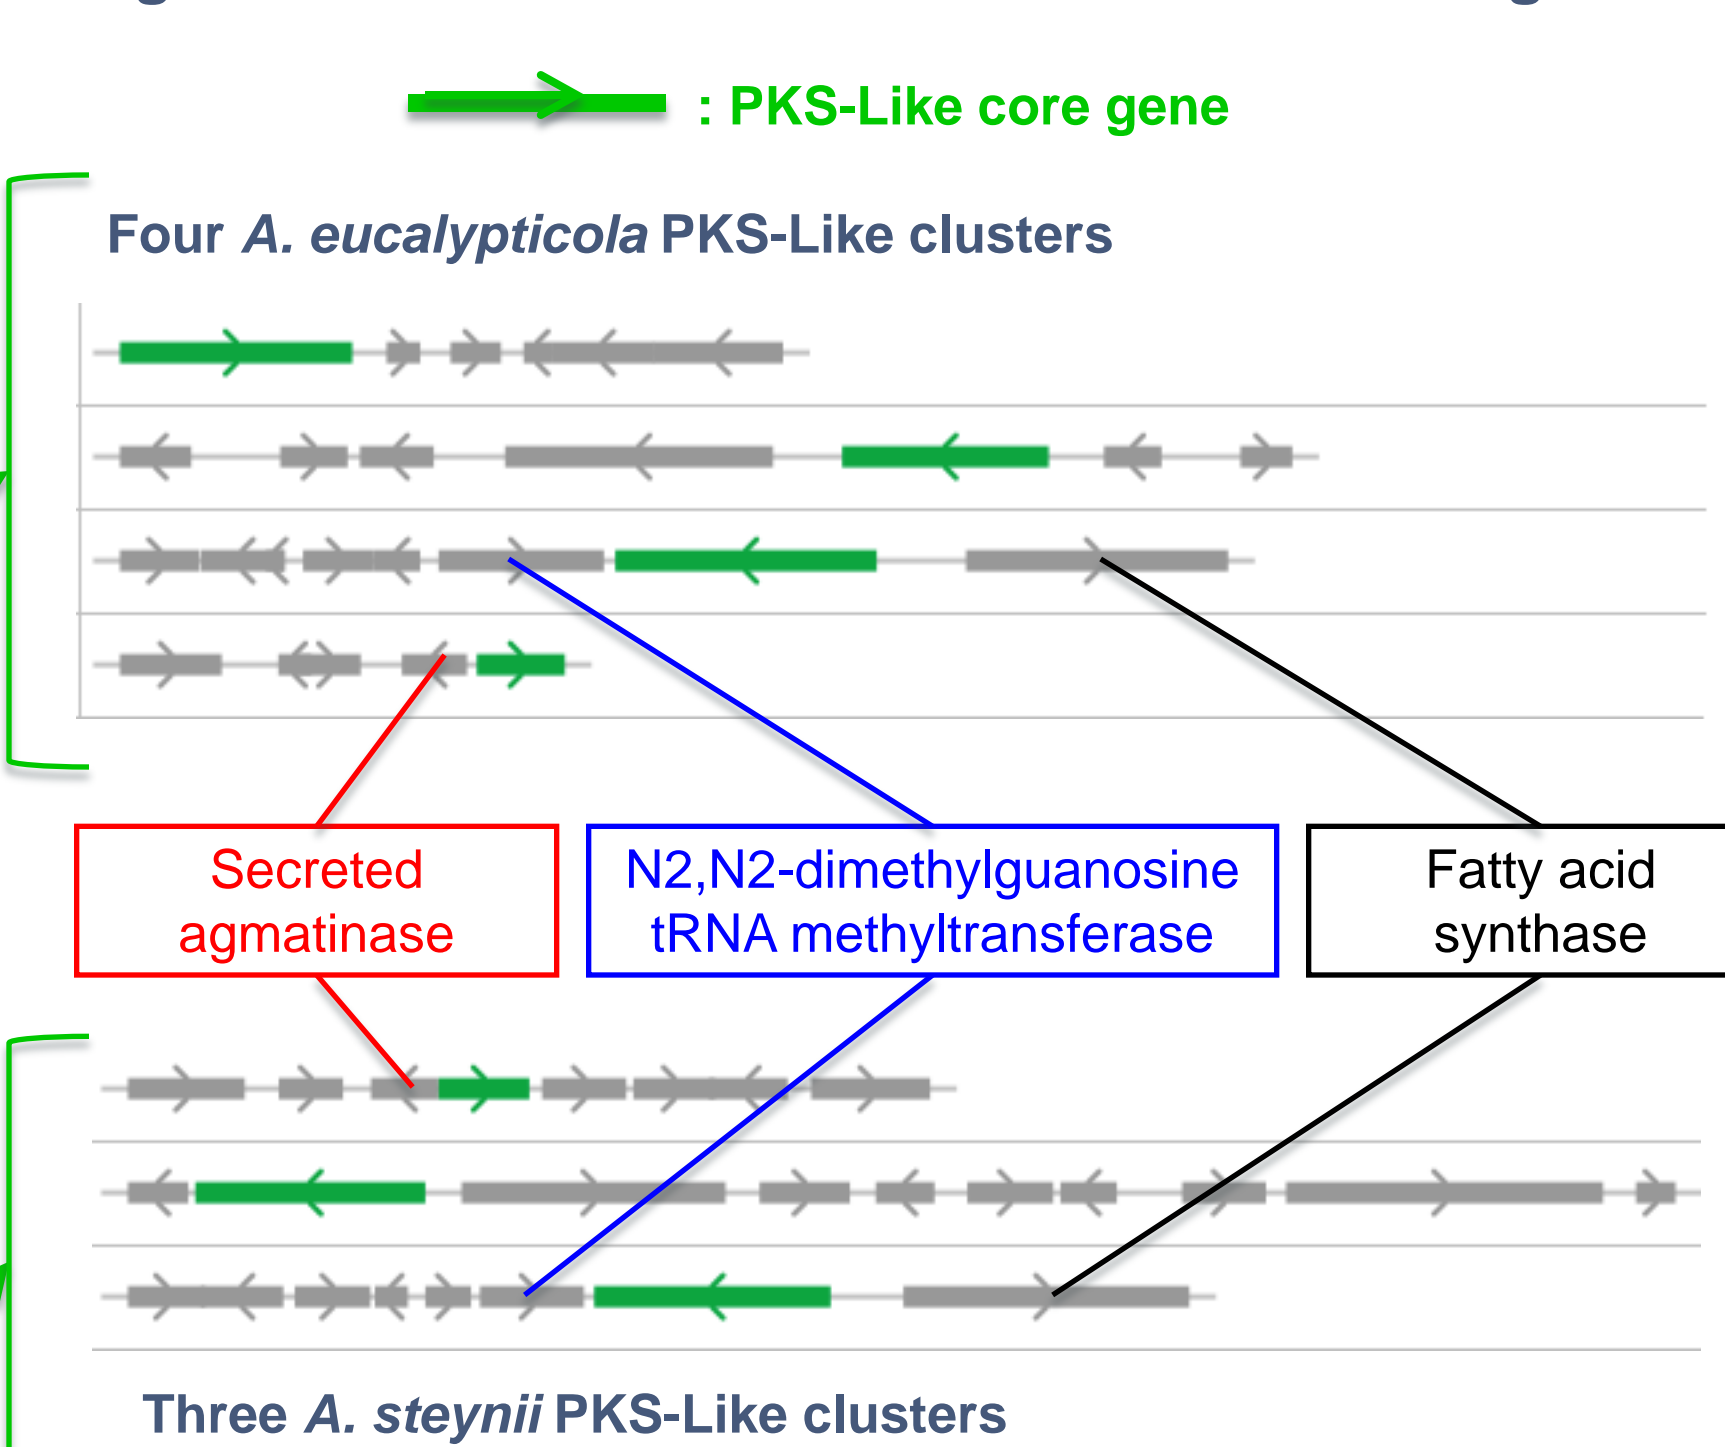 : PKS-Like core gene
Four A. eucalypticola PKS-Like clusters
Secreted
agmatinase
N2,N2-dimethylguanosine
tRNA methyltransferase
Fatty acid
synthase
Three A. steynii PKS-Like clusters